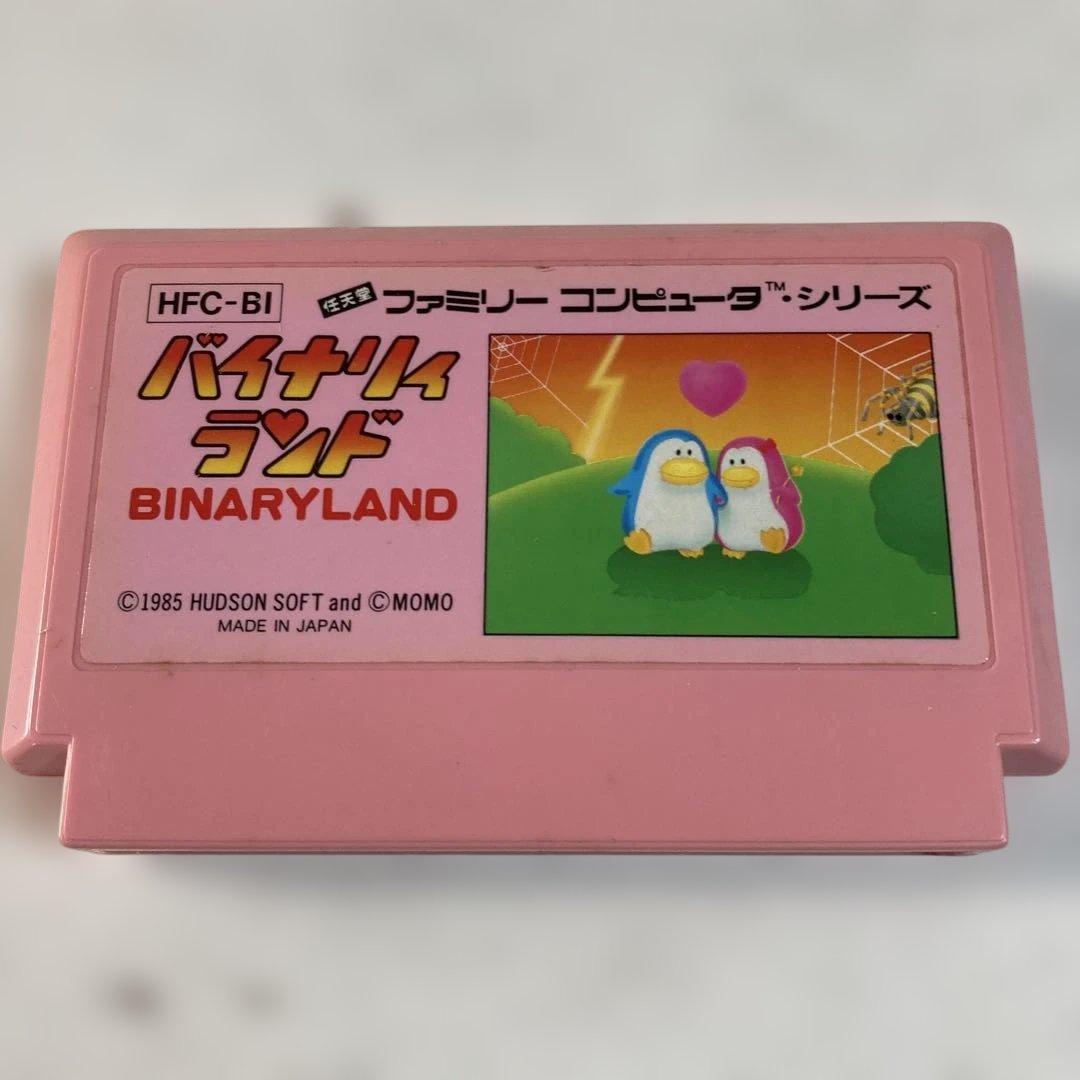 HFC-BI
任天堂 ファミリー コンピュータ™・シリーズ
バイナリィ
ランド
BINARYLAND
©1985 HUDSON SOFT and ©MOMO
MADE IN JAPAN